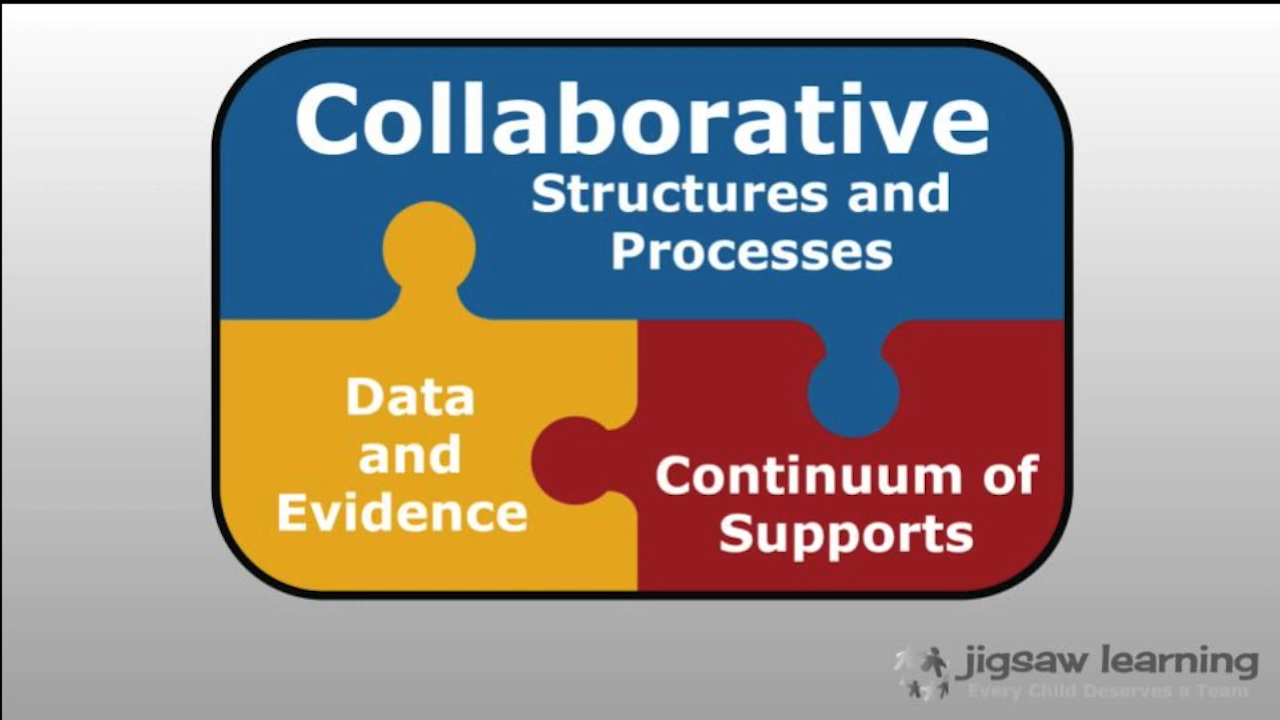 Collaborative
Structures and
Processes
Data
and
Evidence
Continuum of
Supports
jigsaw learning
Every Child Deserves a Team